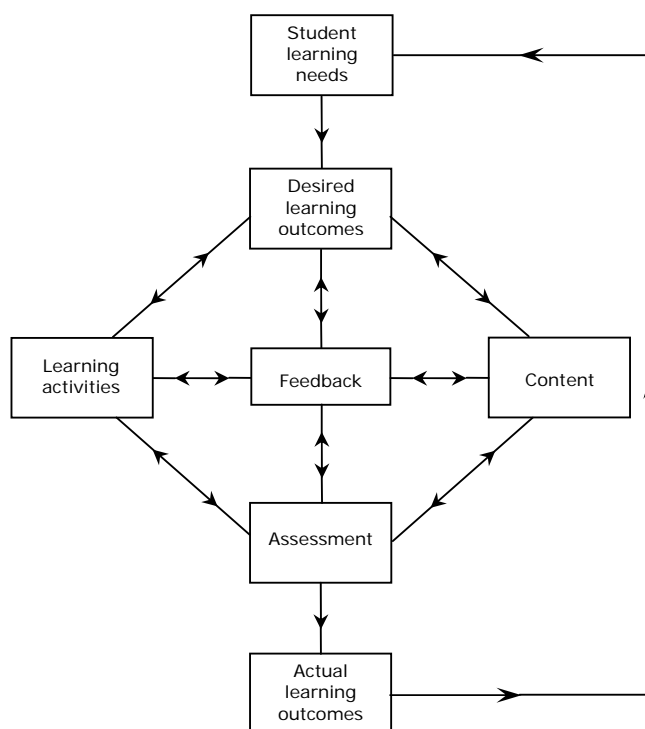 Student
learning
needs
Desired
learning
outcomes
Learning
activities
Feedback
Content
Assessment
Actual
learning
outcomes